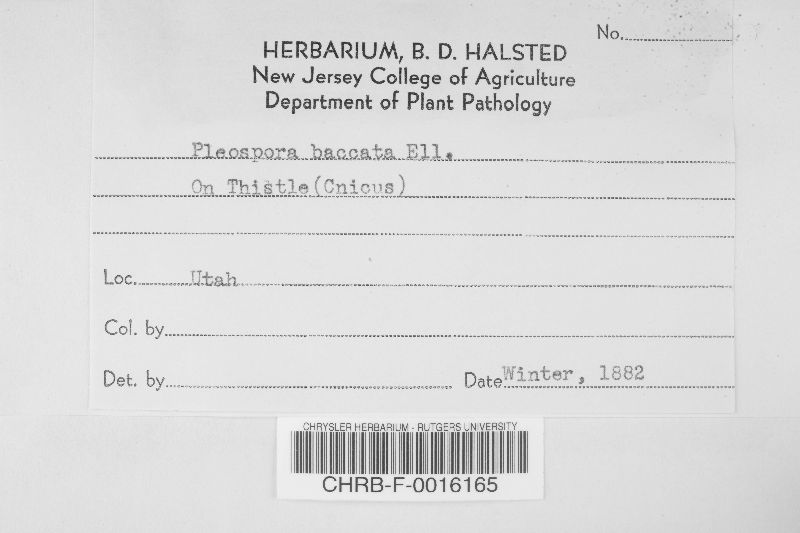 No.
HERBARIUM, B. D. HALSTED
New Jersey College of Agriculture
Department of Plant Pathology
Pleospora baccata Ell.
On Thistle(Cnicus)
Loc. Utah
Col. by
Det. by Date Winter, 1882
CHRYSLER HERBARIUM - RUTGERS UNIVERSITY
CHRB-F-0016165